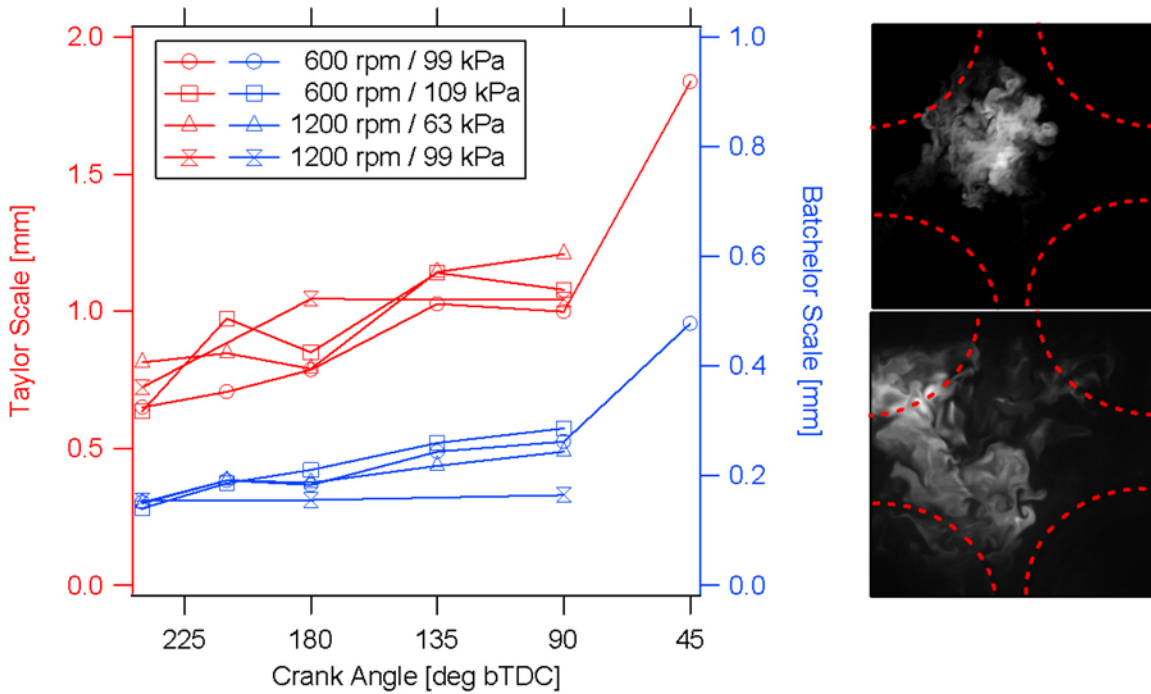 2.0
1.5
1.0
0.5
0.0
Taylor Scale [mm]
600 rpm / 99 kPa
600 rpm / 109 kPa
1200 rpm / 63 kPa
1200 rpm / 99 kPa
1.0
0.8
0.6
0.4
0.2
0.0
Batchelor Scale [mm]
225 180 135 90 45
Crank Angle [deg bTDC]